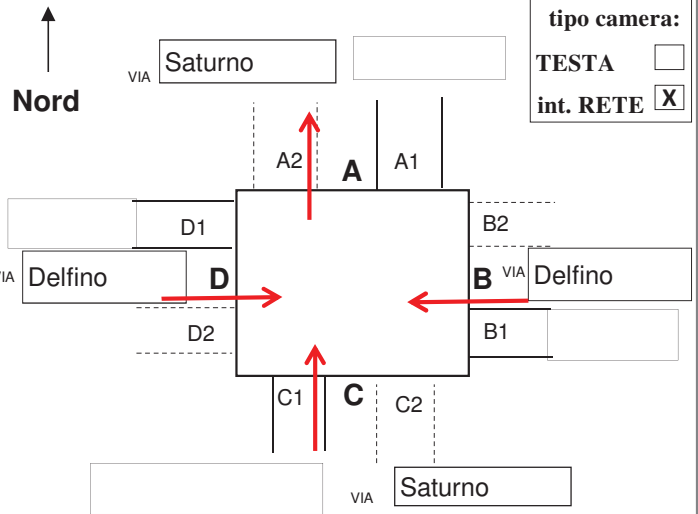 tipo camera:
VIA Saturno
TESTA
Nord
int. RETE X
A2 A A1
D1 B2
VIA Delfino D B VIA Delfino
D2 B1
C1 C C2
VIA Saturno